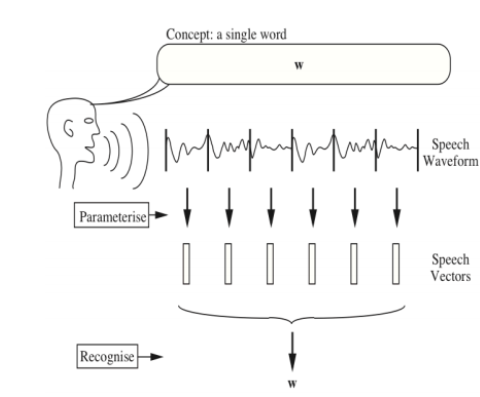 Concept: a single word
w
Speech
Waveform
Parameterise
Speech
Vectors
Recognise
w